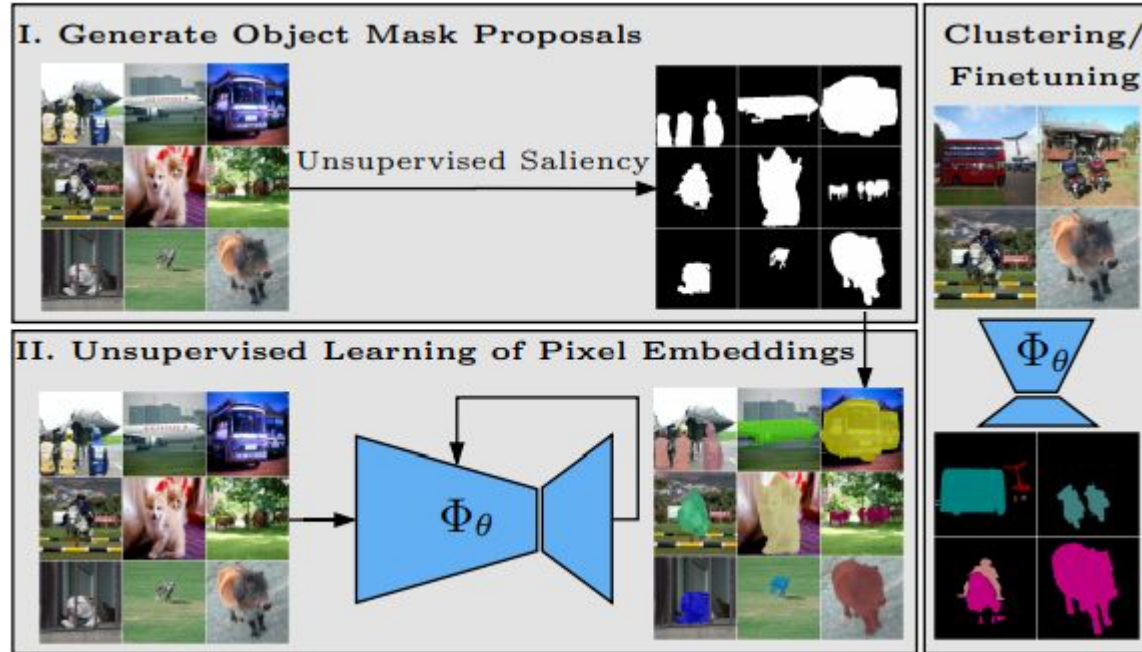 I. Generate Object Mask Proposals
Unsupervised Saliency
II. Unsupervised Learning of Pixel Embeddings
Φθ
Clustering/
Finetuning
Φθ